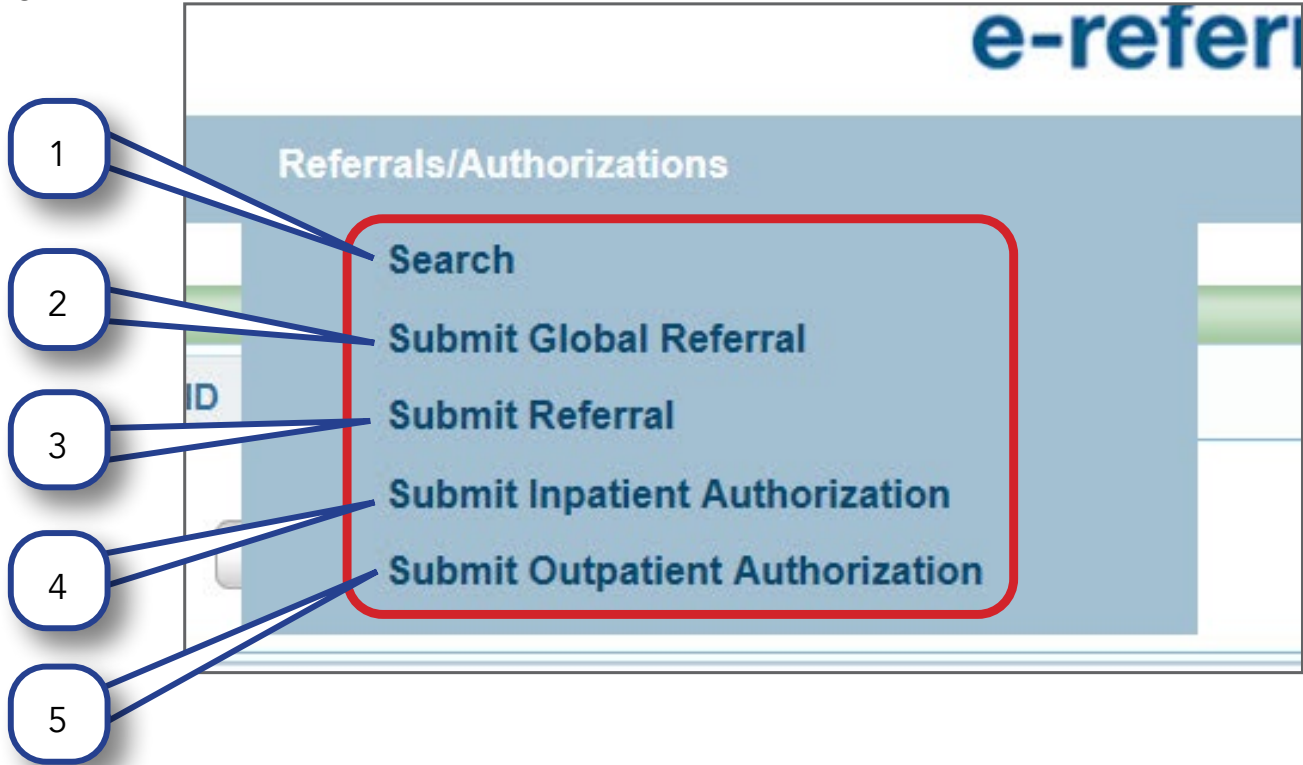 e-referr
Referrals/Authorizations
1
Search
2
Submit Global Referral
ID
3
Submit Referral
4
Submit Inpatient Authorization
5
Submit Outpatient Authorization